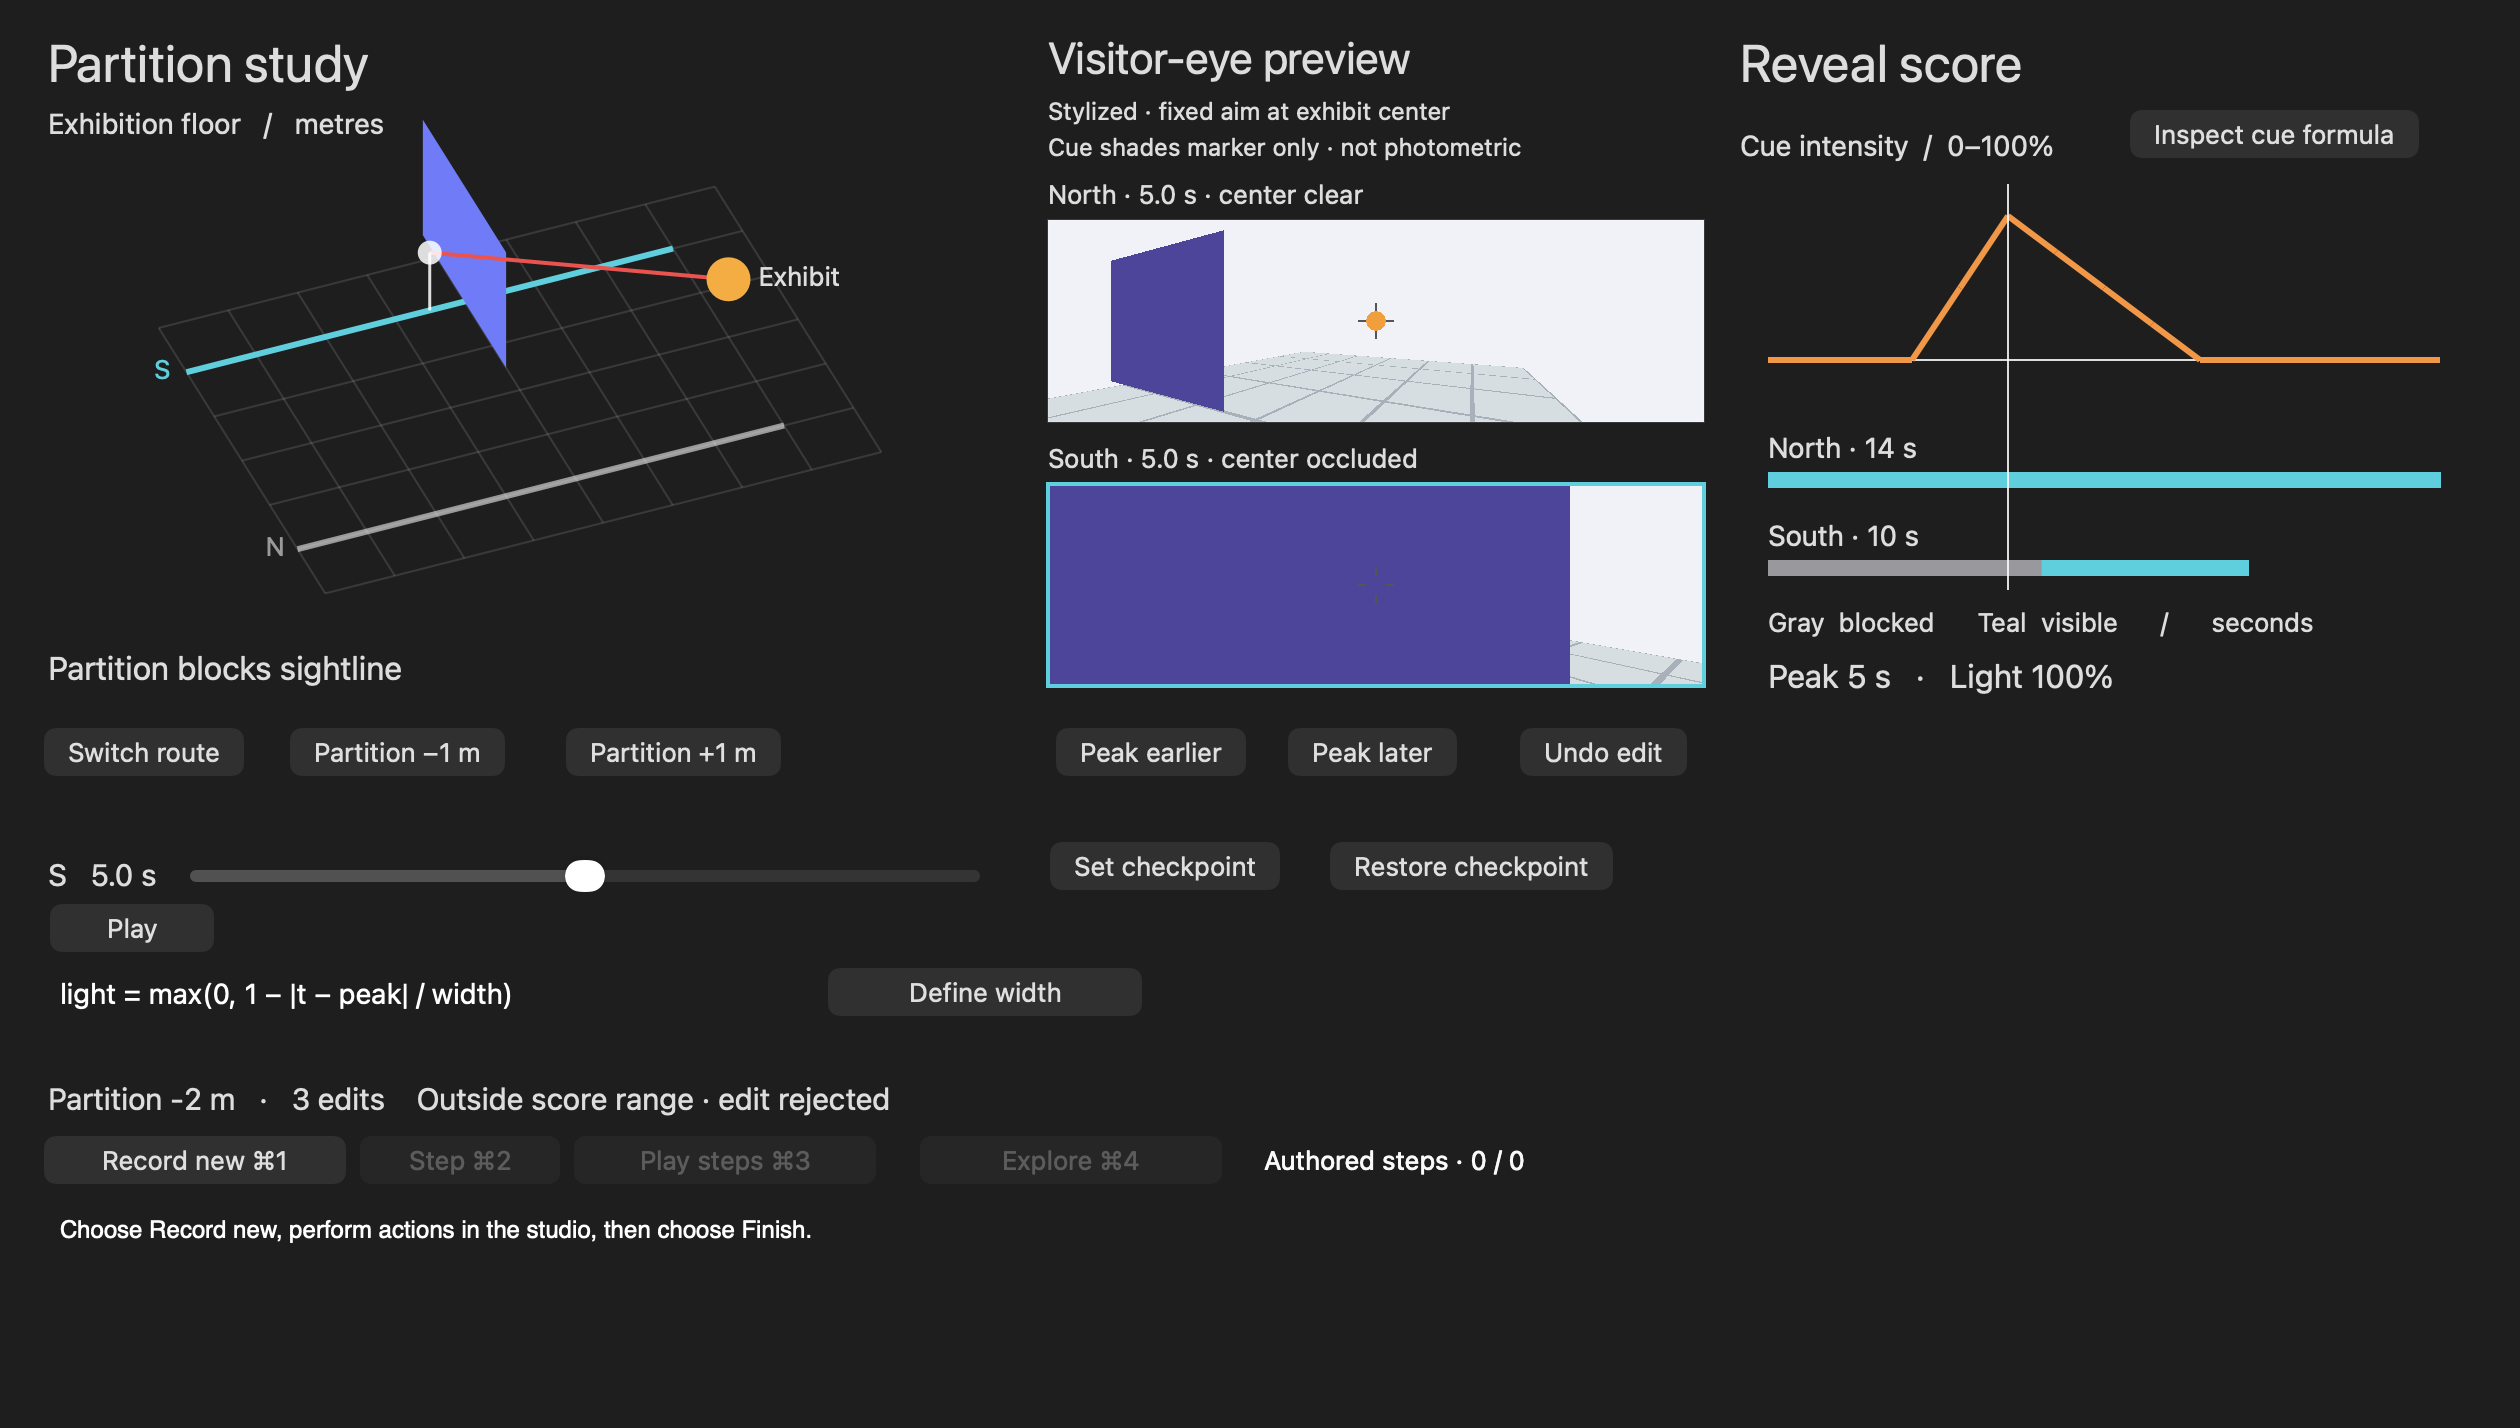 Partition study
Exhibition floor / metres
Exhibit
S
N
Partition blocks sightline
Switch route
Partition –1 m
Partition +1 m
S 5.0 s
Play
light = max(0, 1 – |t – peak| / width)
Define width
Visitor-eye preview
Stylized · fixed aim at exhibit center
Cue shades marker only · not photometric
North · 5.0 s · center clear
South · 5.0 s · center occluded
Peak earlier
Peak later
Undo edit
Set checkpoint
Restore checkpoint
Reveal score
Cue intensity / 0–100%
Inspect cue formula
North · 14 s
South · 10 s
Gray blocked Teal visible / seconds
Peak 5 s · Light 100%
Partition -2 m · 3 edits Outside score range · edit rejected
Record new ⌘1
Step ⌘2
Play steps ⌘3
Explore ⌘4
Authored steps · 0 / 0
Choose Record new, perform actions in the studio, then choose Finish.